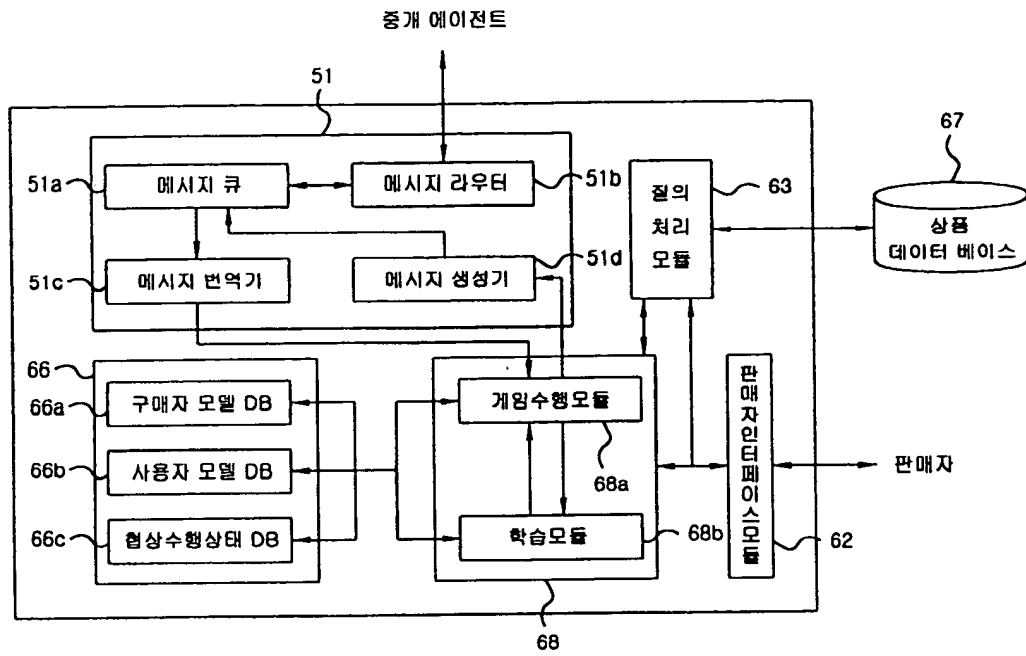 중개 에이전트
51
67
51a
메시지 큐
메시지 라우터
51b
63
질의
처리
모듈
상품
데이터 베이스
51c
메시지 번역기
메시지 생성기
51d
66
66a
구매자 모델 DB
66b
사용자 모델 DB
66c
협상수행상태 DB
게임수행모듈
68a
학습모듈
68b
68
판매자인터페이스모듈
62
판매자